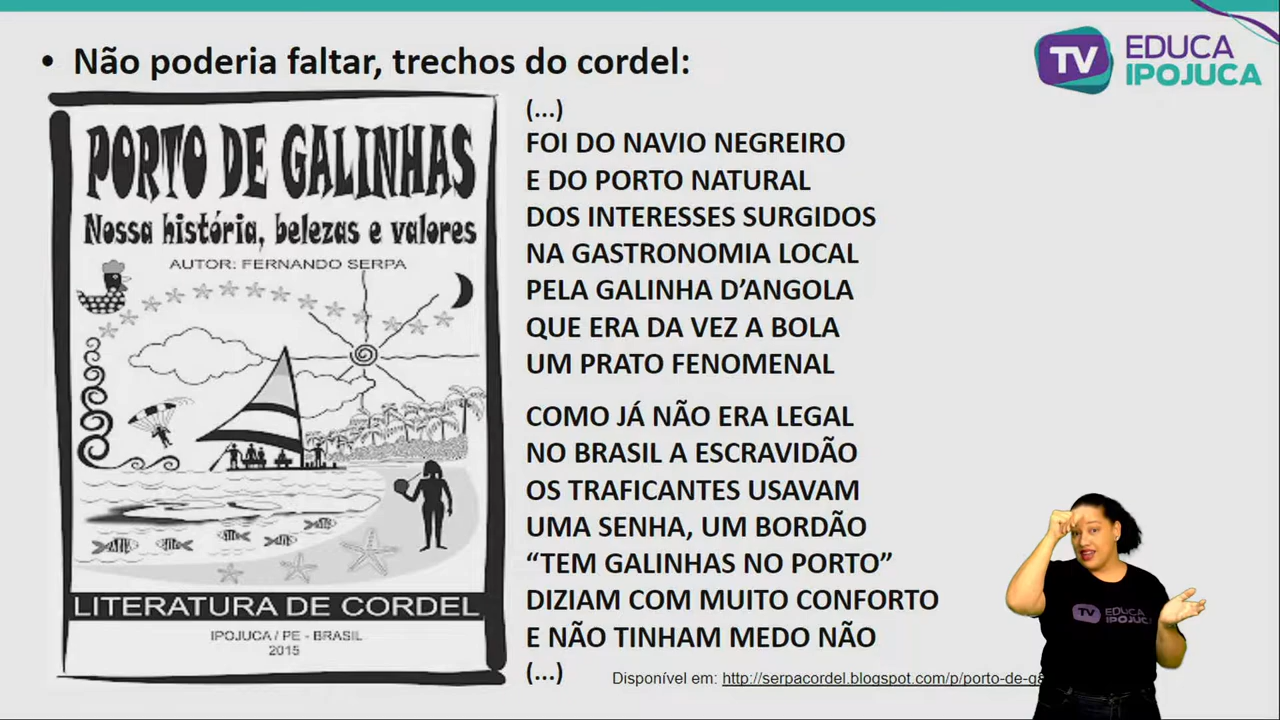 • Não poderia faltar, trechos do cordel:
TV EDUCA
IPOJUCA
PORTO DE GALINHAS
Nossa história, belezas e valores
AUTOR: FERNANDO SERPA
LITERATURA DE CORDEL
IPOJUCA / PE - BRASIL
2015
(...)
FOI DO NAVIO NEGREIRO
E DO PORTO NATURAL
DOS INTERESSES SURGIDOS
NA GASTRONOMIA LOCAL
PELA GALINHA D’ANGOLA
QUE ERA DA VEZ A BOLA
UM PRATO FENOMENAL
COMO JÁ NÃO ERA LEGAL
NO BRASIL A ESCRAVIDÃO
OS TRAFICANTES USAVAM
UMA SENHA, UM BORDÃO
“TEM GALINHAS NO PORTO”
DIZIAM COM MUITO CONFORTO
E NÃO TINHAM MEDO NÃO
(...)
Disponível em: http://serpacordel.blogspot.com/p/porto-de-ga
TV EDUCA
IPOJUC